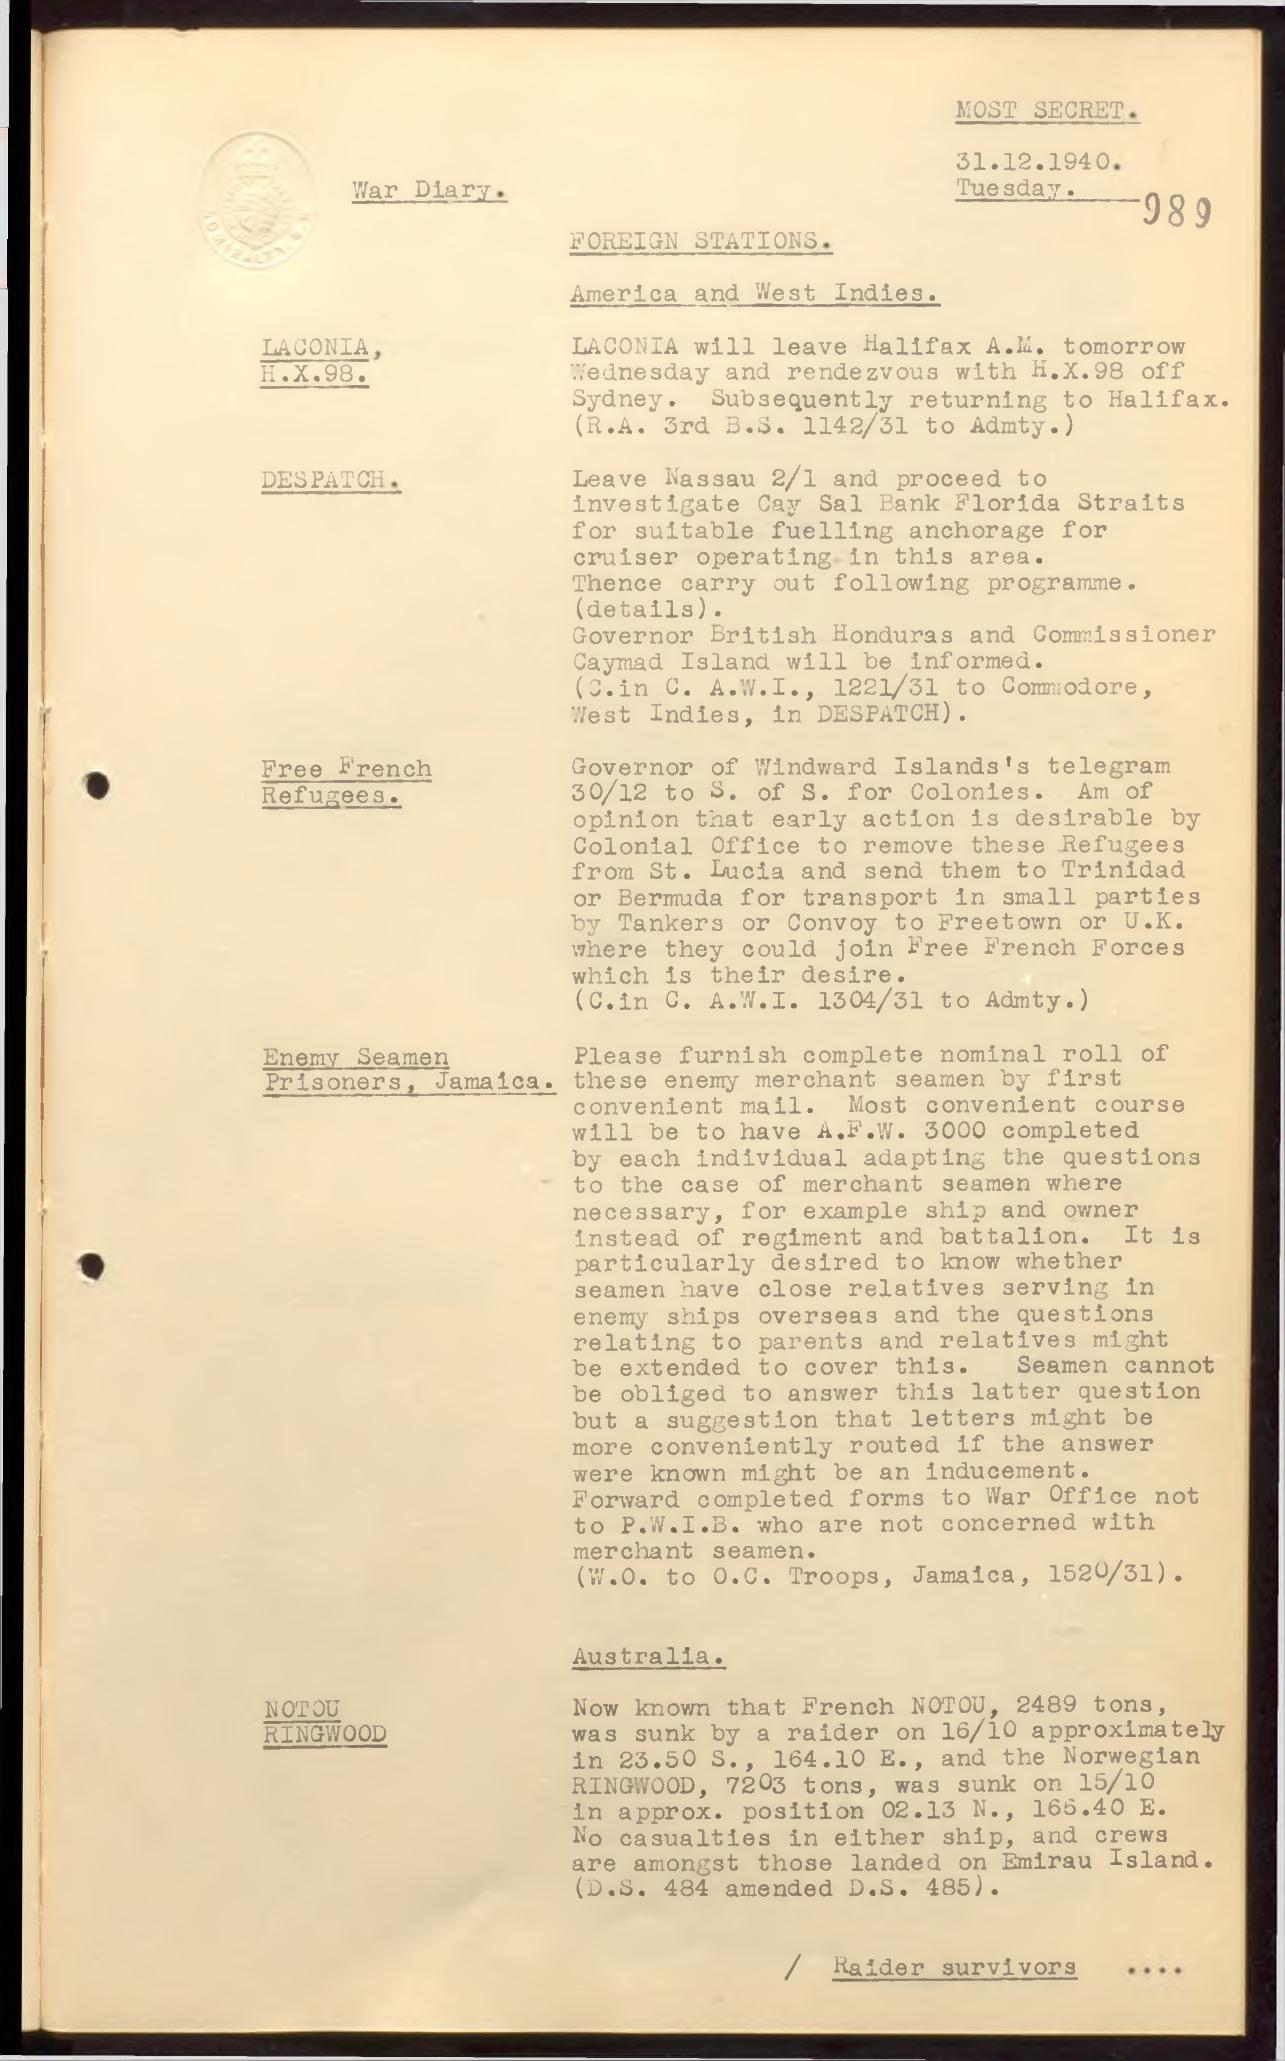 MOST SECRET.
31.12.1940.
Tuesday.
989
War Diary.
FOREIGN STATIONS.
America and West Indies.
LACONIA,
H.X.98.
LACONIA will leave Halifax A.M. tomorrow
Wednesday and rendezvous with H.X.98 off
Sydney. Subsequently returning to Halifax.
(R.A. 3rd B.S. 1142/31 to Admty.)
DESPATCH.
Leave Nassau 2/1 and proceed to
investigate Cay Sal Bank Florida Straits
for suitable fuelling anchorage for
cruiser operating in this area.
Thence carry out following programme.
(details).
Governor British Honduras and Commissioner
Caymad Island will be informed.
(C.in C. A.W.I., 1221/31 to Commodore,
West Indies, in DESPATCH).
Free French
Refugees.
Governor of Windward Islands's telegram
30/12 to S. of S. for Colonies. Am of
opinion that early action is desirable by
Colonial Office to remove these Refugees
from St. Lucia and send them to Trinidad
or Bermuda for transport in small parties
by Tankers or Convoy to Freetown or U.K.
where they could join Free French Forces
which is their desire.
(C.in C. A.W.I. 1304/31 to Admty.)
Enemy Seamen
Prisoners, Jamaica.
Please furnish complete nominal roll of
these enemy merchant seamen by first
convenient mail. Most convenient course
will be to have A.F.W. 3000 completed
by each individual adapting the questions
to the case of merchant seamen where
necessary, for example ship and owner
instead of regiment and battalion. It is
particularly desired to know whether
seamen have close relatives serving in
enemy ships overseas and the questions
relating to parents and relatives might
be extended to cover this. Seamen cannot
be obliged to answer this latter question
but a suggestion that letters might be
more conveniently routed if the answer
were known might be an inducement.
Forward completed forms to War Office not
to P.W.I.B. who are not concerned with
merchant seamen.
(W.O. to O.C. Troops, Jamaica, 1520/31).
Australia.
NOTOU
RINGWOOD
Now known that French NOTOU, 2489 tons,
was sunk by a raider on 16/10 approximately
in 23.50 S., 164.10 E., and the Norwegian
RINGWOOD, 7203 tons, was sunk on 15/10
in approx. position 02.13 N., 166.40 E.
No casualties in either ship, and crews
are amongst those landed on Emirau Island.
(D.S. 484 amended D.S. 485).
/ Raider survivors ....